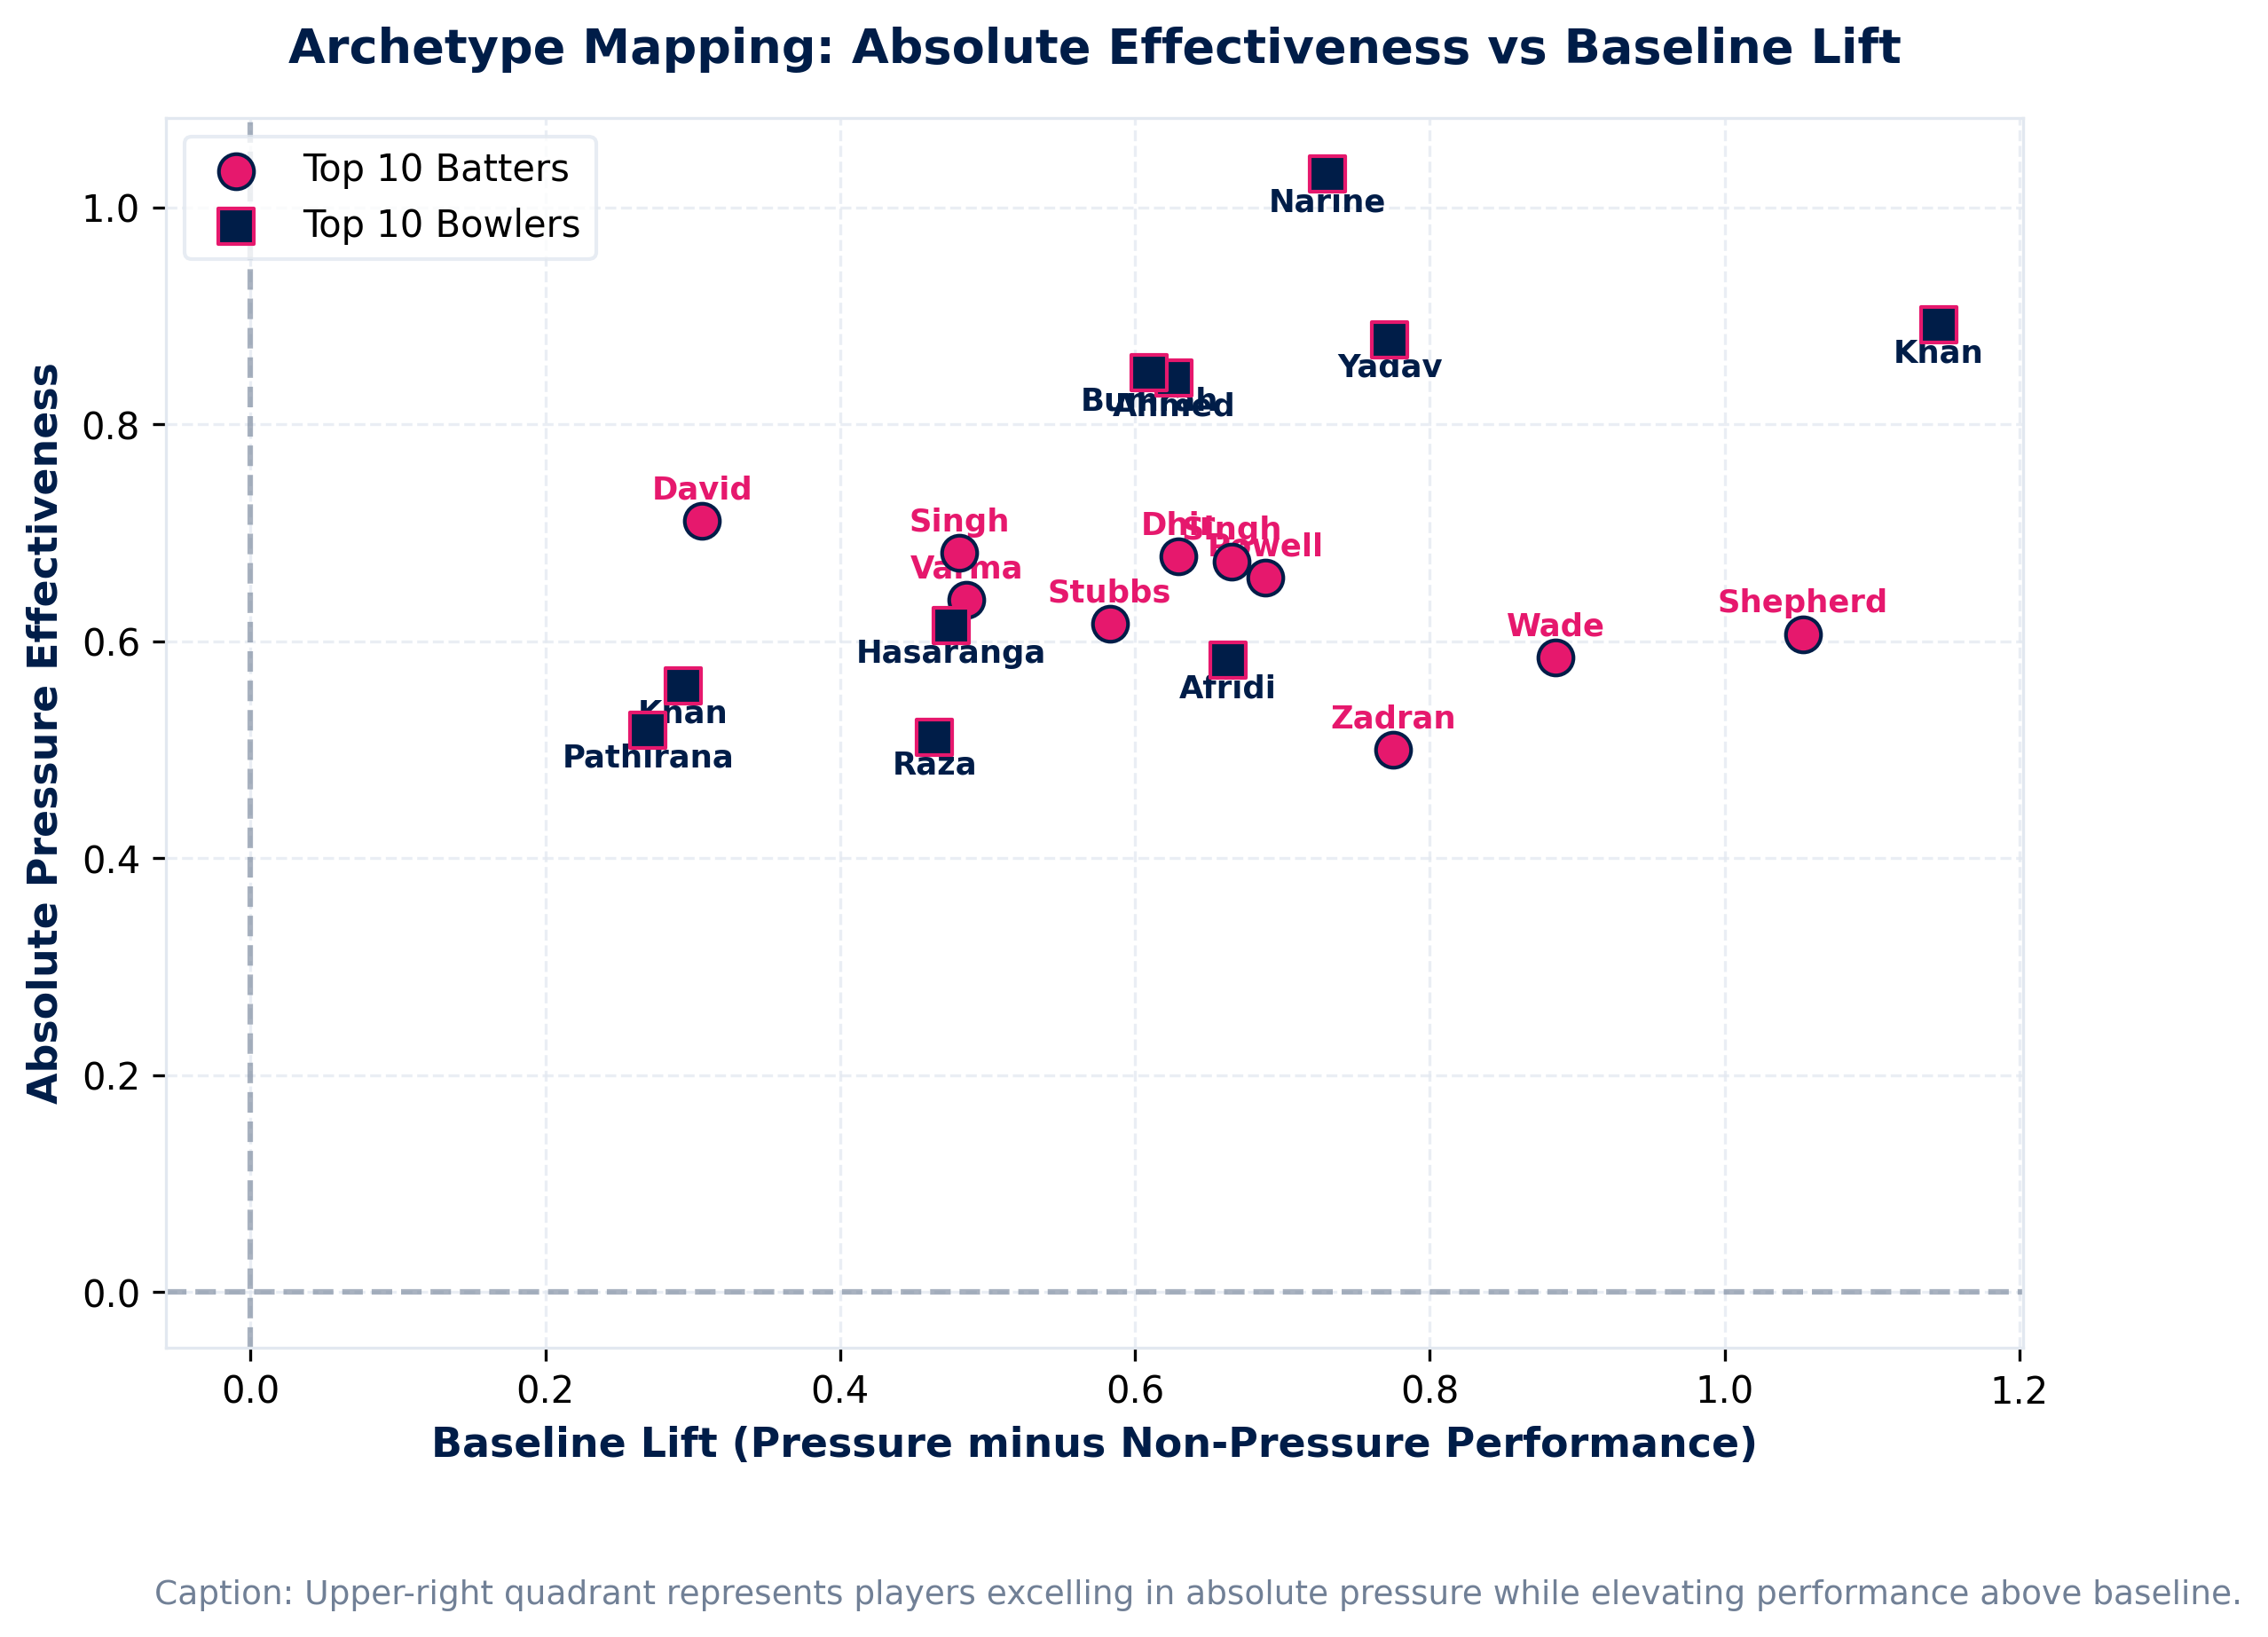 Archetype Mapping: Absolute Effectiveness vs Baseline Lift
Top 10 Batters
Top 10 Bowlers
Absolute Pressure Effectiveness
1.0
0.8
0.6
0.4
0.2
0.0
Narine
Khan
Yadav
Ahmed
David
Singh
Varma
Dhir
Singh
Powell
Stubbs
Shepherd
Wade
Hasaranga
Afridi
Khan
Zadran
Pathirana
Raza
0.0
0.2
0.4
0.6
0.8
1.0
1.2
Baseline Lift (Pressure minus Non-Pressure Performance)
Caption: Upper-right quadrant represents players excelling in absolute pressure while elevating performance above baseline.